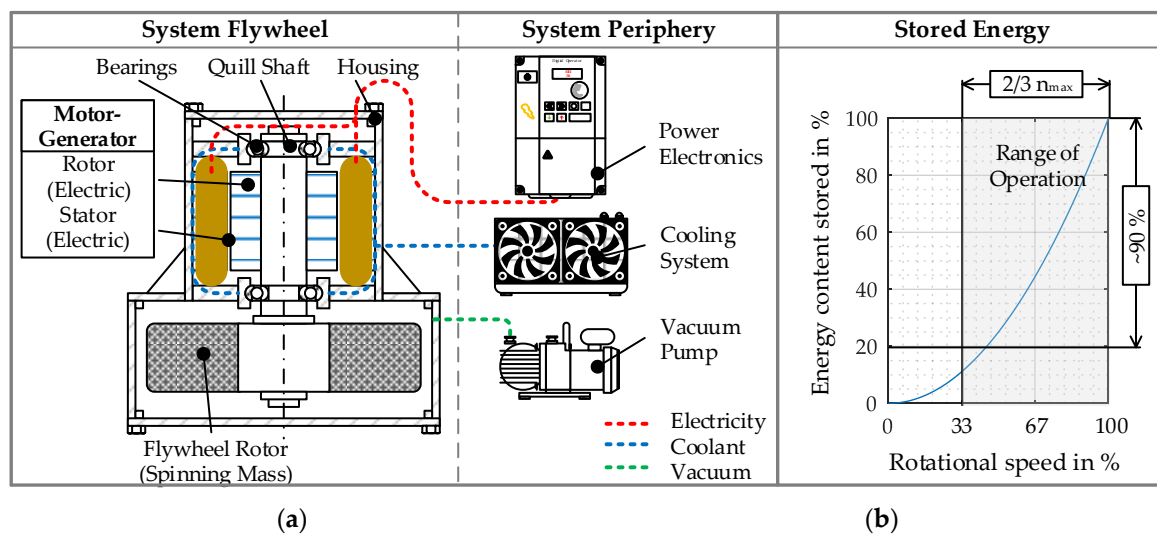 System Flywheel
System Periphery
Stored Energy
Bearings
Quill Shaft
Housing
Motor-
Generator
Rotor
(Electric)
Stator
(Electric)
Flywheel Rotor
(Spinning Mass)
Digital Operator
Power
Electronics
Cooling
System
Vacuum
Pump
Electricity
Coolant
Vacuum
2/3 nmax
Range of
Operation
~90 %
Energy content stored in %
100
80
60
40
20
0
0
33
67
100
Rotational speed in %
(a)
(b)